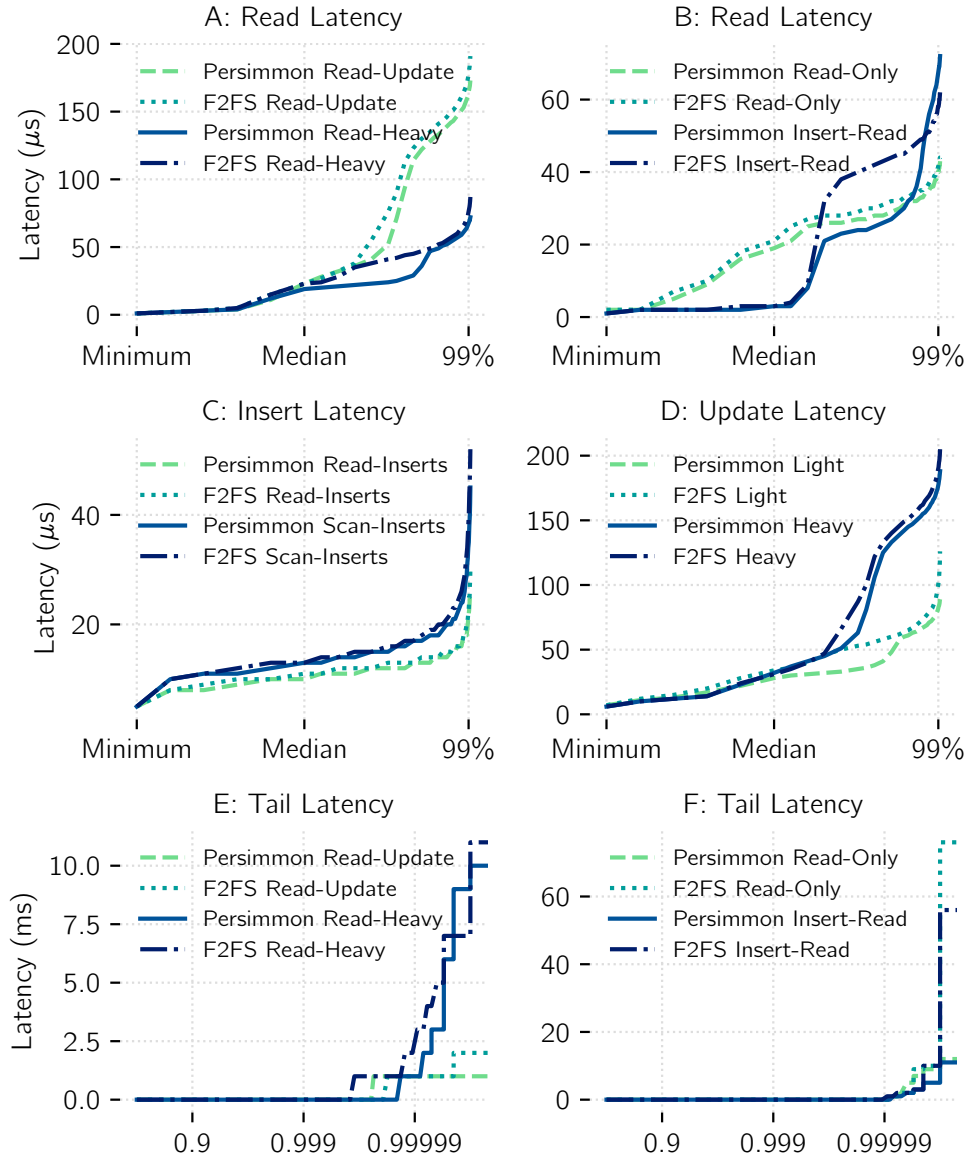 A: Read Latency
Latency (μs)
200
150
100
50
0
Persimmon Read-Update
F2FS Read-Update
Persimmon Read-Heavy
F2FS Read-Heavy
Minimum Median 99%
B: Read Latency
60
40
20
0
Persimmon Read-Only
F2FS Read-Only
Persimmon Insert-Read
F2FS Insert-Read
Minimum Median 99%
C: Insert Latency
Latency (μs)
40
20
Persimmon Read-Inserts
F2FS Read-Inserts
Persimmon Scan-Inserts
F2FS Scan-Inserts
Minimum Median 99%
D: Update Latency
200
150
100
50
0
Persimmon Light
F2FS Light
Persimmon Heavy
F2FS Heavy
Minimum Median 99%
E: Tail Latency
Latency (ms)
10.0
7.5
5.0
2.5
0.0
Persimmon Read-Update
F2FS Read-Update
Persimmon Read-Heavy
F2FS Read-Heavy
0.9 0.999 0.99999
F: Tail Latency
60
40
20
0
Persimmon Read-Only
F2FS Read-Only
Persimmon Insert-Read
F2FS Insert-Read
0.9 0.999 0.99999